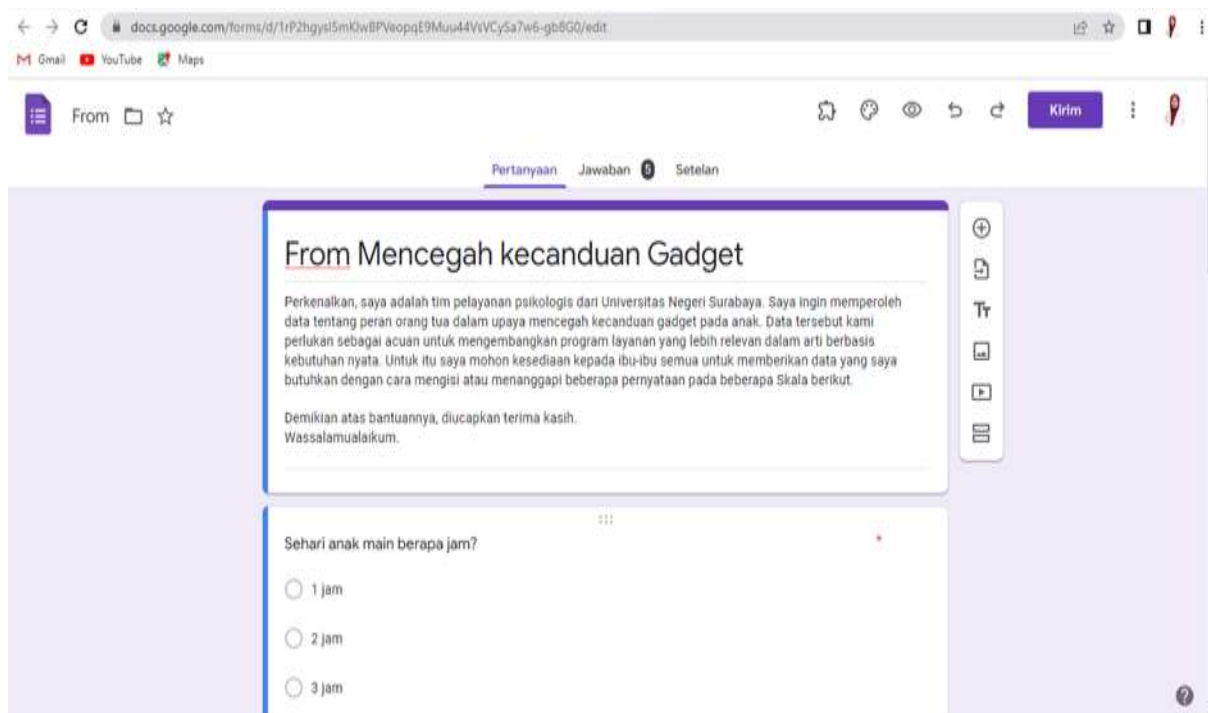 docs.google.com/forms/d/1rP2hgysI5mlOwBPVeopqE9Muu44VsVCySa7w6-gb8G0/edit
Gmail YouTube Maps
From
Kirim
Pertanyaan Jawaban 5 Setelan
From Mencegah kecanduan Gadget
Perkenalkan, saya adalah tim pelayanan psikologis dari Universitas Negeri Surabaya. Saya ingin memperoleh
data tentang peran orang tua dalam upaya mencegah kecanduan gadget pada anak. Data tersebut kami
perlukan sebagai acuan untuk mengembangkan program layanan yang lebih relevan dalam arti berbasis
kebutuhan nyata. Untuk itu saya mohon kesediaan kepada ibu-ibu semua untuk memberikan data yang saya
butuhkan dengan cara mengisi atau menanggapi beberapa pernyataan pada beberapa Skala berikut.
Demikian atas bantuannya, diucapkan terima kasih.
Wassalamualaikum.
Sehari anak main berapa jam? *
1 jam
2 jam
3 jam